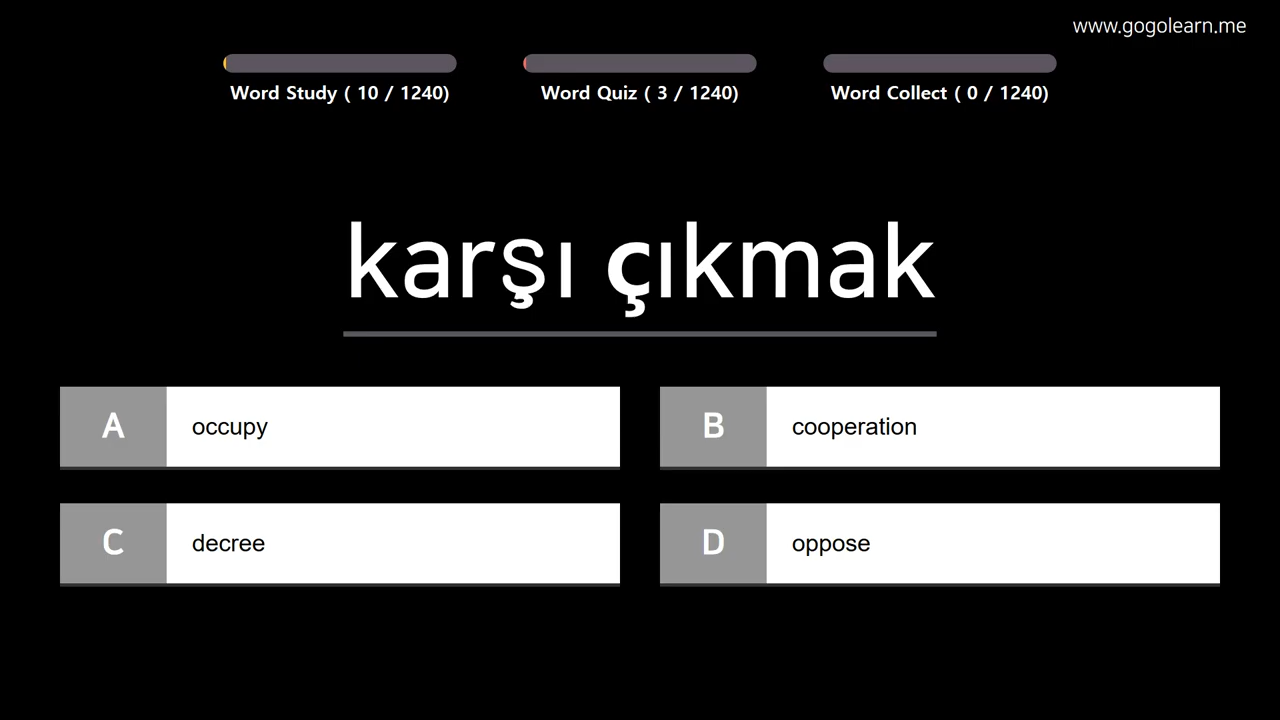 www.gogolearn.me
Word Study ( 10 / 1240)
Word Quiz ( 3 / 1240)
Word Collect ( 0 / 1240)
karşı çıkmak
A occupy
B cooperation
C decree
D oppose